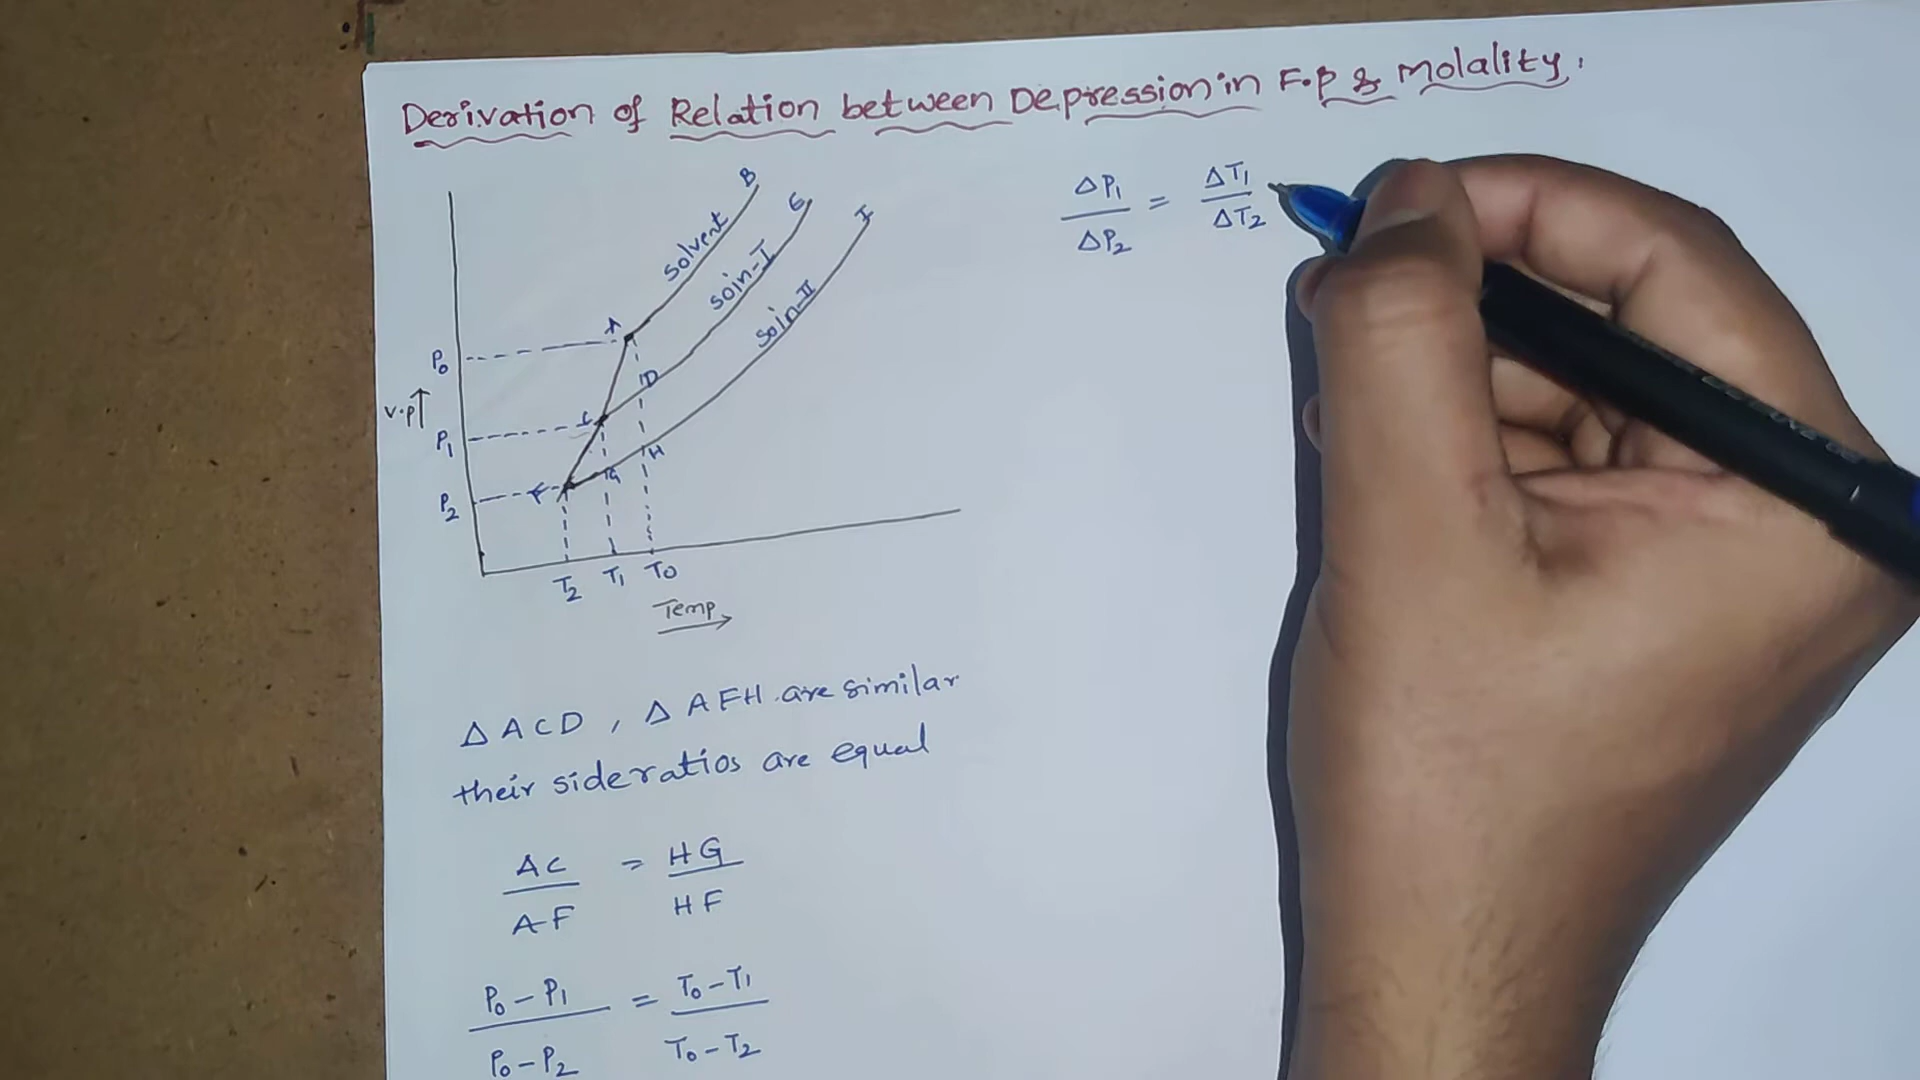 Derivation of Relation between Depression in F.P & Molality.
B
solvent
E
soln-I
I
soln-II
A
P0
D
V.P↑
P1
C
H
G
P2
F
T2 T1 T0
Temp
Δ ACD , Δ AFH are similar
their side ratios are equal
AC = HG
AF HF
P0-P1 = T0-T1
P0-P2 T0-T2
ΔP1 = ΔT1
ΔP2 ΔT2